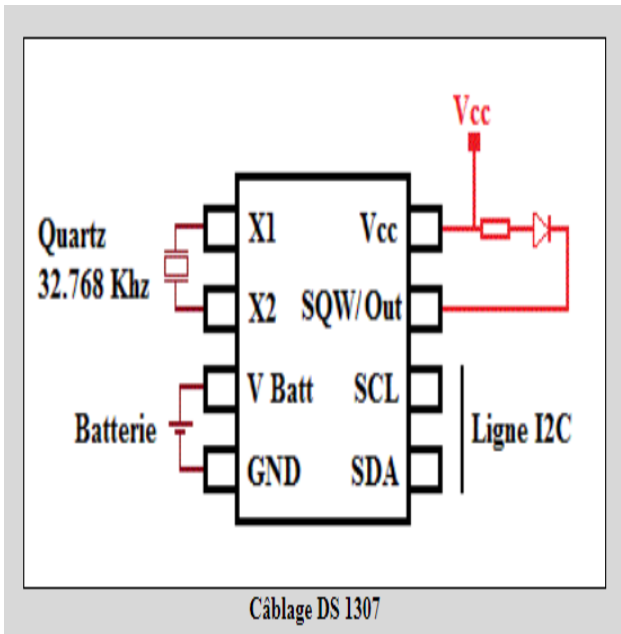 Vcc
Quartz
32.768 Khz
X1
Vcc
X2
SQW/Out
V Batt
SCL
Batterie
Ligne I2C
GND
SDA
Câblage DS 1307